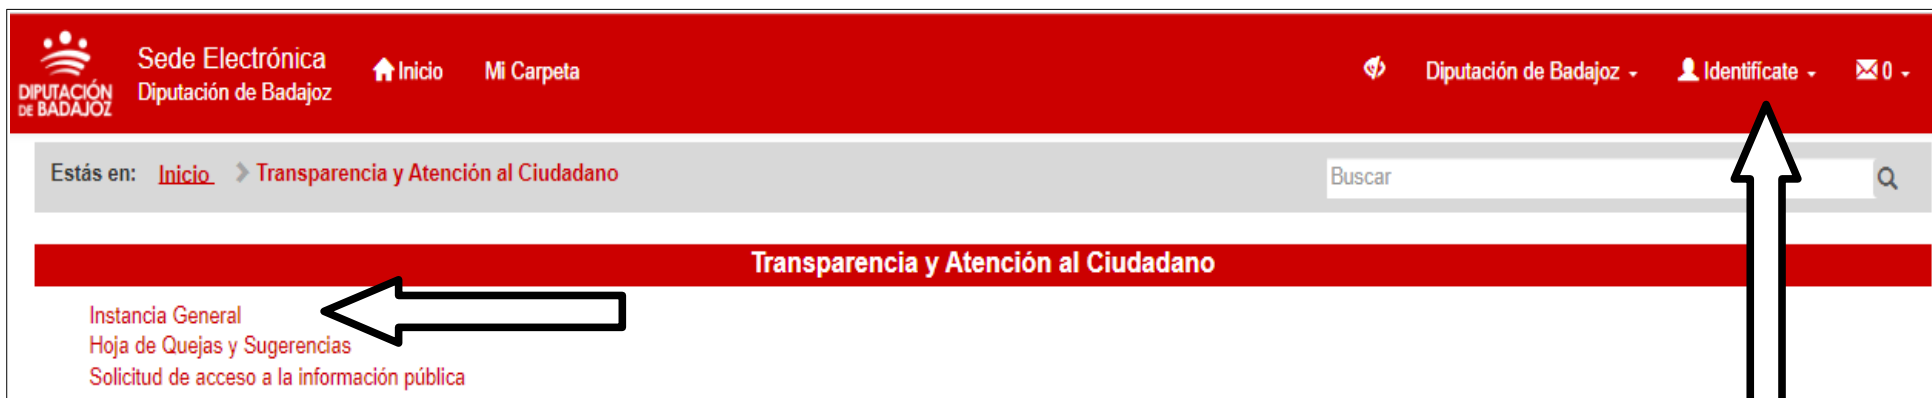 DIPUTACIÓN
DE BADAJOZ
Sede Electrónica
Diputación de Badajoz
Inicio
Mi Carpeta
Diputación de Badajoz
Identifícate
0
Estás en: Inicio Transparencia y Atención al Ciudadano
Buscar
Transparencia y Atención al Ciudadano
Instancia General
Hoja de Quejas y Sugerencias
Solicitud de acceso a la información pública